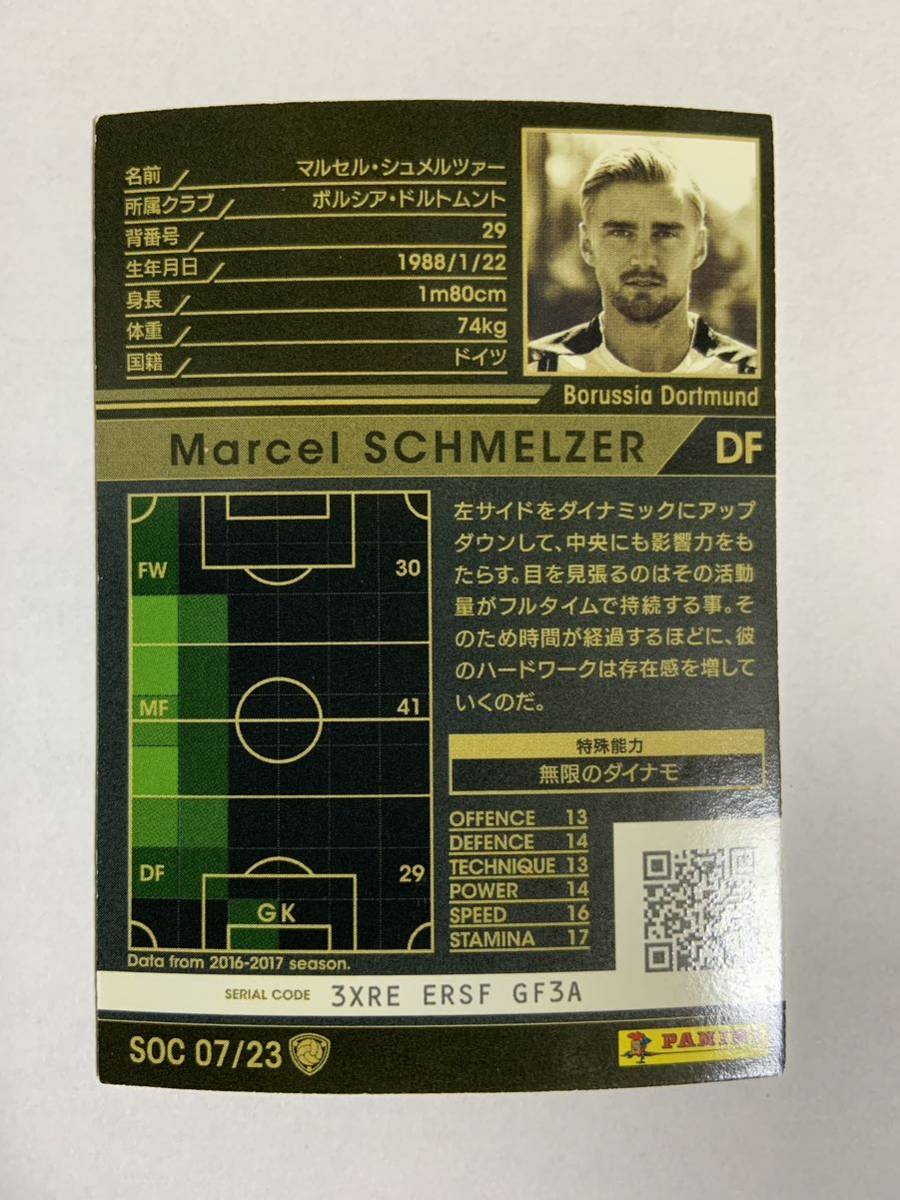 名前 マルセル・シュメルツァー
所属クラブ ボルシア・ドルトムント
背番号 29
生年月日 1988/1/22
身長 1m80cm
体重 74kg
国籍 ドイツ
Borussia Dortmund
Marcel SCHMELZER DF
FW 30
MF 41
DF 29
GK
Data from 2016-2017 season.
左サイドをダイナミックにアップ
ダウンして、中央にも影響力をも
たらす。目を見張るのはその活動
量がフルタイムで持続する事。そ
のため時間が経過するほどに、彼
のハードワークは存在感を増して
いくのだ。
特殊能力
無限のダイナモ
OFFENCE 13
DEFENCE 14
TECHNIQUE 13
POWER 14
SPEED 16
STAMINA 17
SERIAL CODE 3XRE ERSF GF3A
SOC 07/23
PANINI